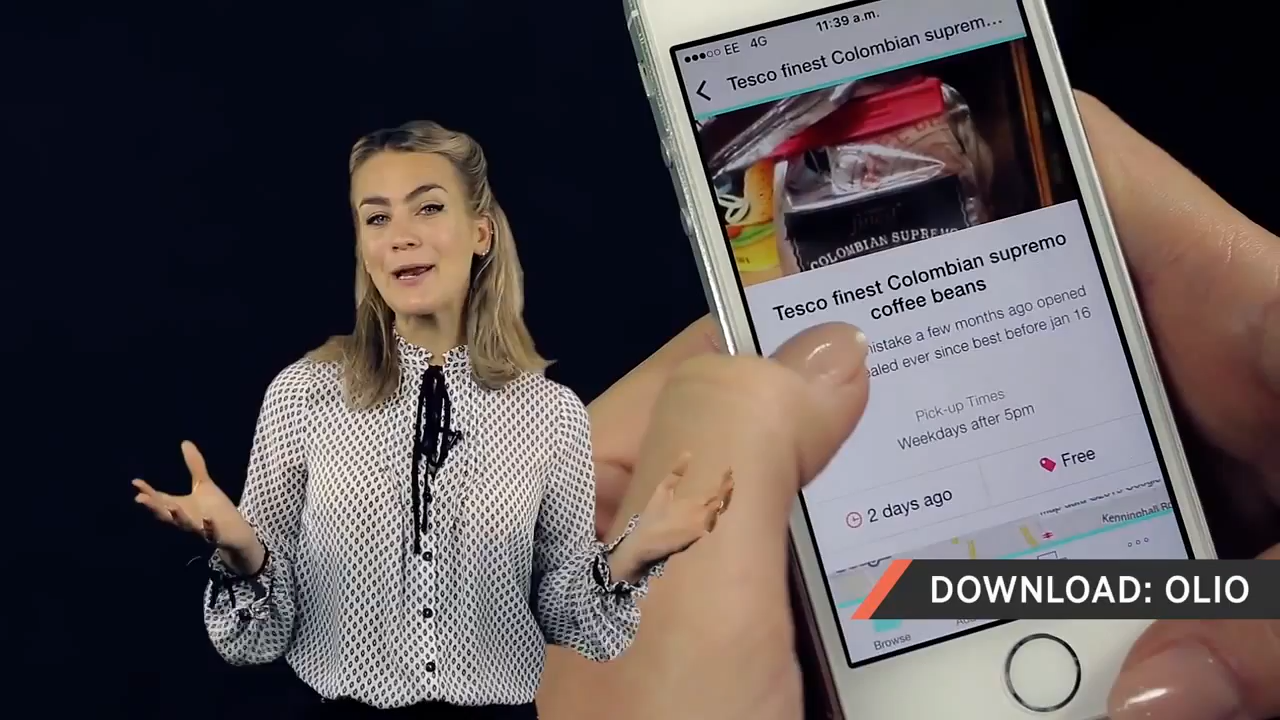 EE 4G
11:39 a.m.
Tesco finest Colombian suprem...
finest
COLOMBIAN SUPREMO
Tesco finest Colombian supremo
coffee beans
mistake a few months ago opened
ealed ever since best before jan 16
Pick-up Times
Weekdays after 5pm
2 days ago
Free
Kenninghall R
Browse
DOWNLOAD: OLIO